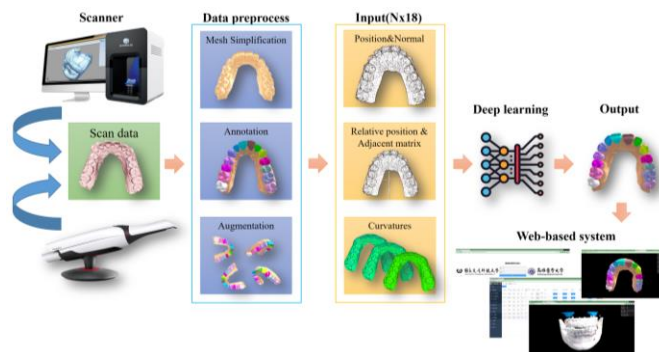 Scanner
Data preprocess
Input(Nx18)
Mesh Simplification
Position&Normal
Deep learning
Output
Scan data
Annotation
Relative position &
Adjacent matrix
Augmentation
Curvatures
Web-based system